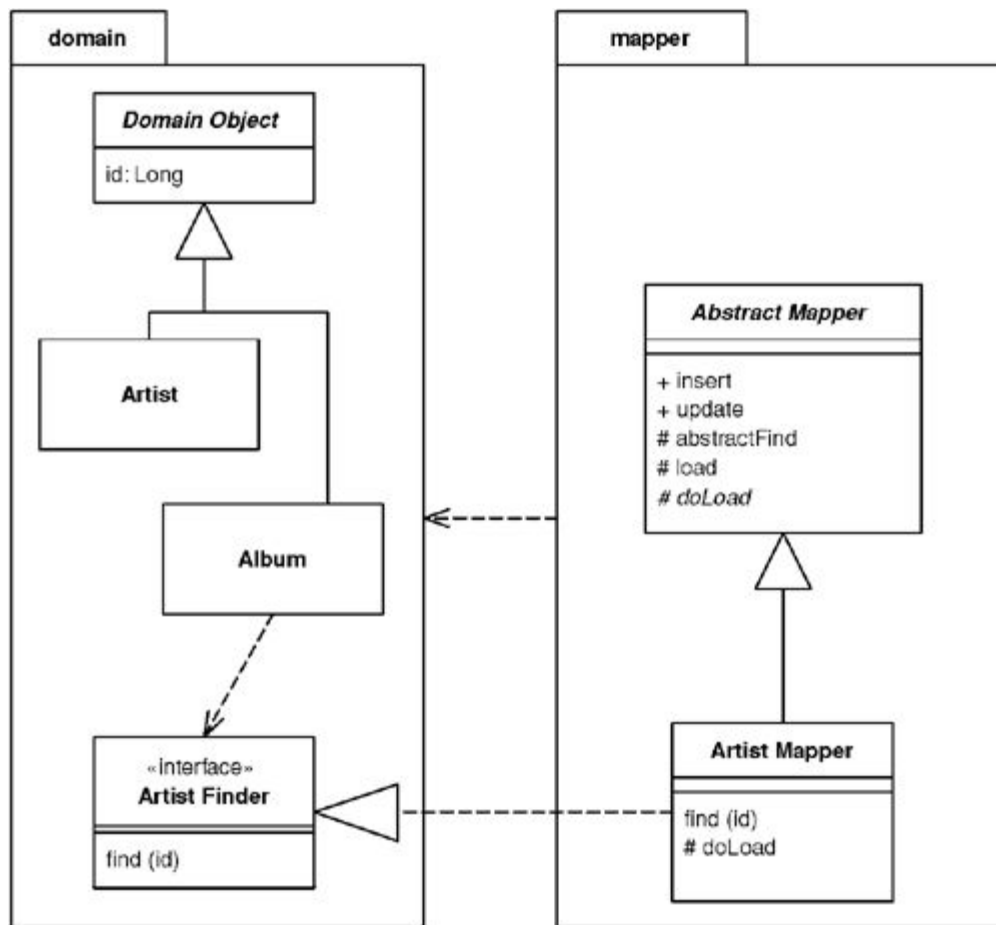 domain
Domain Object
id: Long
Artist
Album
«interface»
Artist Finder
find (id)
mapper
Abstract Mapper
+ insert
+ update
# abstractFind
# load
# doLoad
Artist Mapper
find (id)
# doLoad